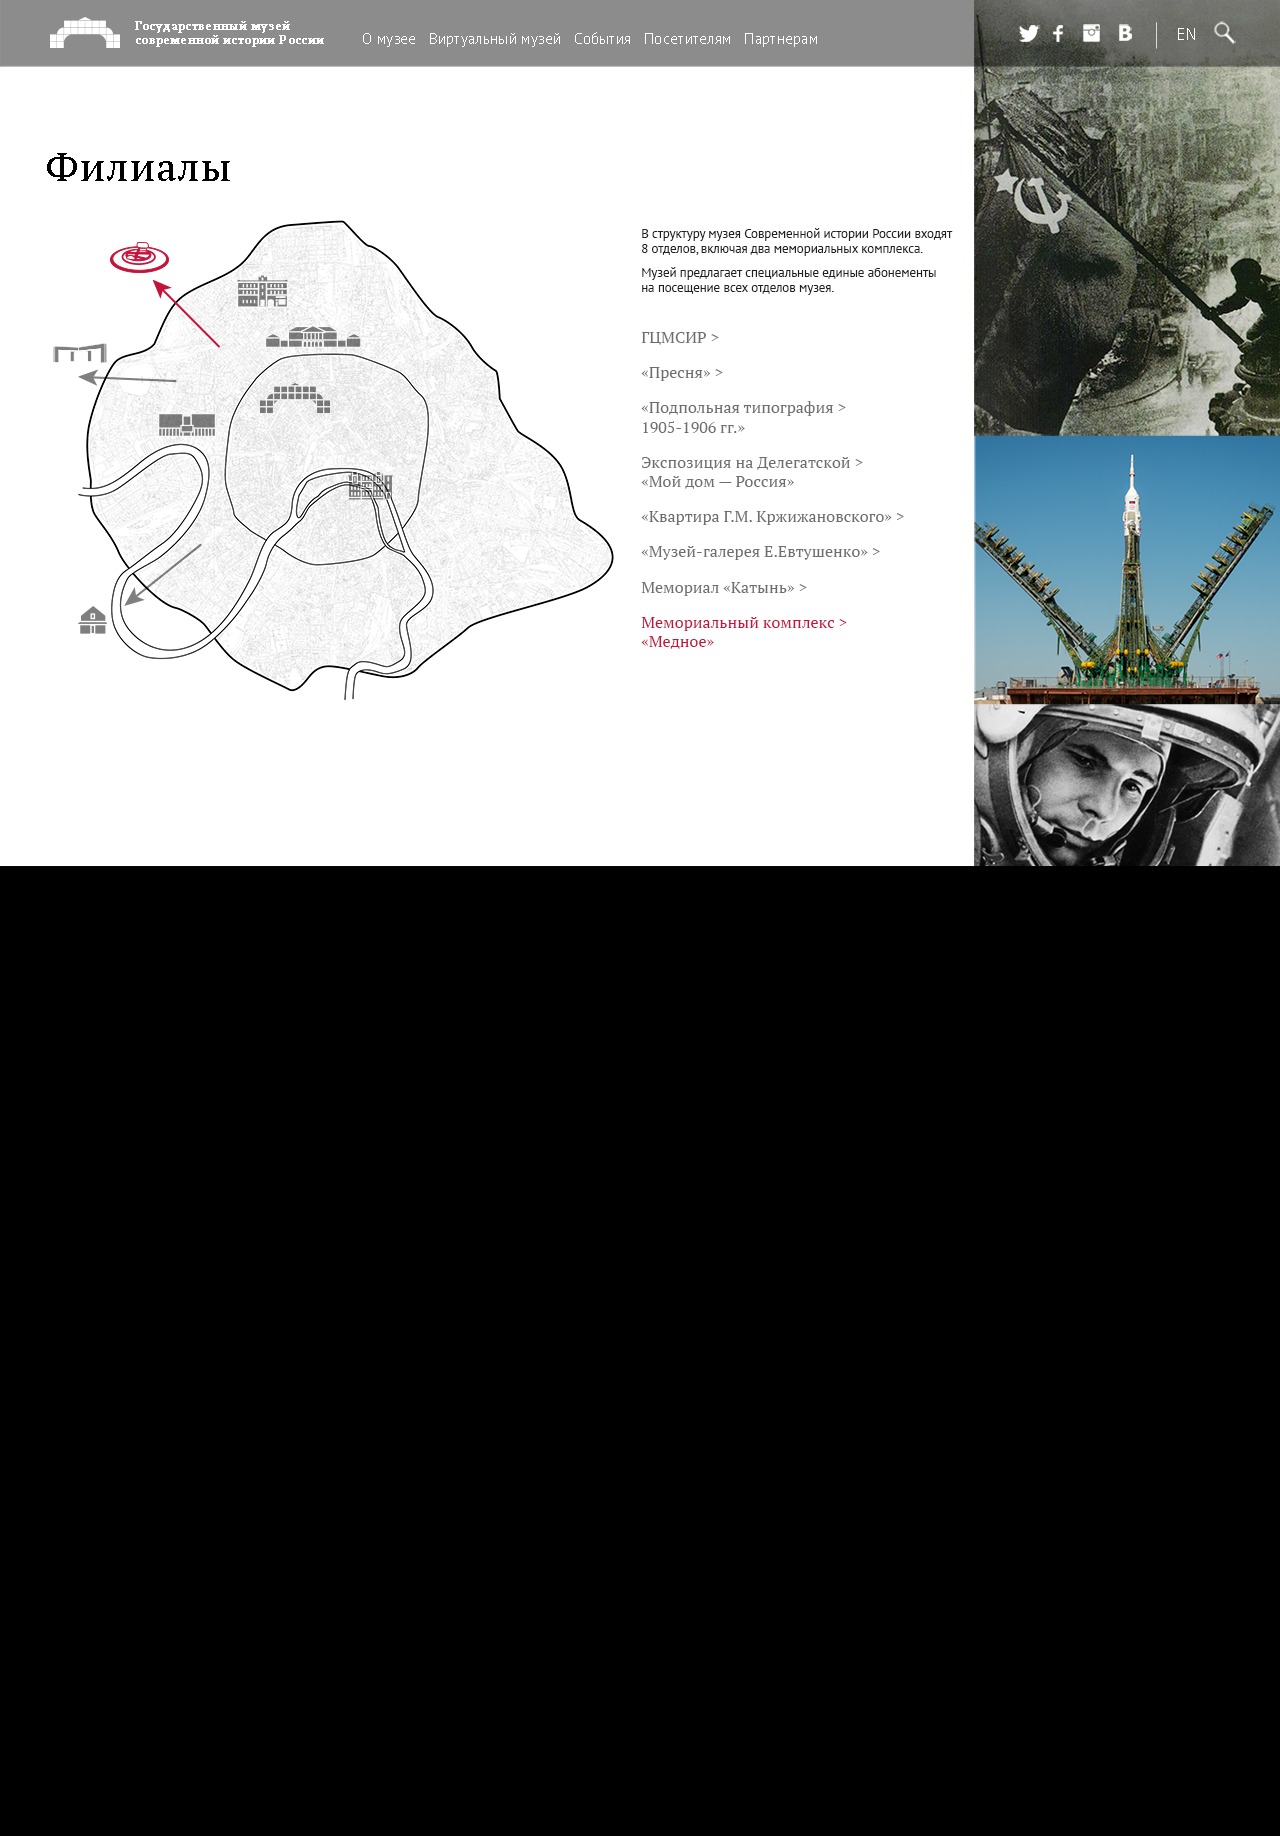 Государственный музей
современной истории России
О музее Виртуальный музей События Посетителям Партнерам
EN
Филиалы
В структуру музея Современной истории России входят
8 отделов, включая два мемориальных комплекса.
Музей предлагает специальные единые абонементы
на посещение всех отделов музея.
ГЦМСИР >
«Пресня» >
«Подпольная типография >
1905-1906 гг.»
Экспозиция на Делегатской >
«Мой дом — Россия»
«Квартира Г.М. Кржижановского» >
«Музей-галерея Е.Евтушенко» >
Мемориал «Катынь» >
Мемориальный комплекс >
«Медное»